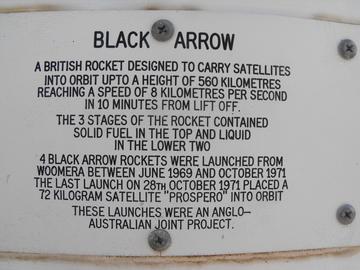 BLACK ARROW
A BRITISH ROCKET DESIGNED TO CARRY SATELLITES
INTO ORBIT UPTO A HEIGHT OF 560 KILOMETRES
REACHING A SPEED OF 8 KILOMETRES PER SECOND
IN 10 MINUTES FROM LIFT OFF.
THE 3 STAGES OF THE ROCKET CONTAINED
SOLID FUEL IN THE TOP AND LIQUID
IN THE LOWER TWO
4 BLACK ARROW ROCKETS WERE LAUNCHED FROM
WOOMERA BETWEEN JUNE 1969 AND OCTOBER 1971
THE LAST LAUNCH ON 28TH OCTOBER 1971 PLACED A
72 KILOGRAM SATELLITE "PROSPERO" INTO ORBIT
THESE LAUNCHES WERE AN ANGLO-
AUSTRALIAN JOINT PROJECT.